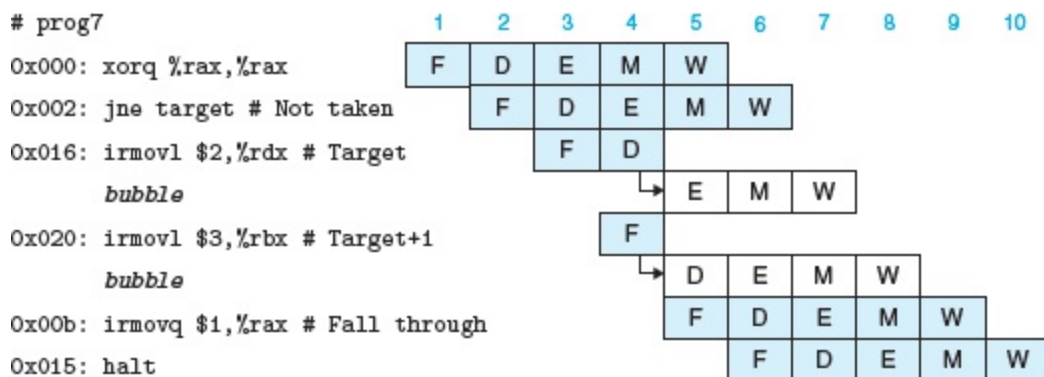 # prog7 1 2 3 4 5 6 7 8 9 10
0x000: xorq %rax,%rax F D E M W
0x002: jne target # Not taken F D E M W
0x016: irmovl $2,%rdx # Target F D
bubble E M W
0x020: irmovl $3,%rbx # Target+1 F
bubble D E M W
0x00b: irmovq $1,%rax # Fall through F D E M W
0x015: halt F D E M W